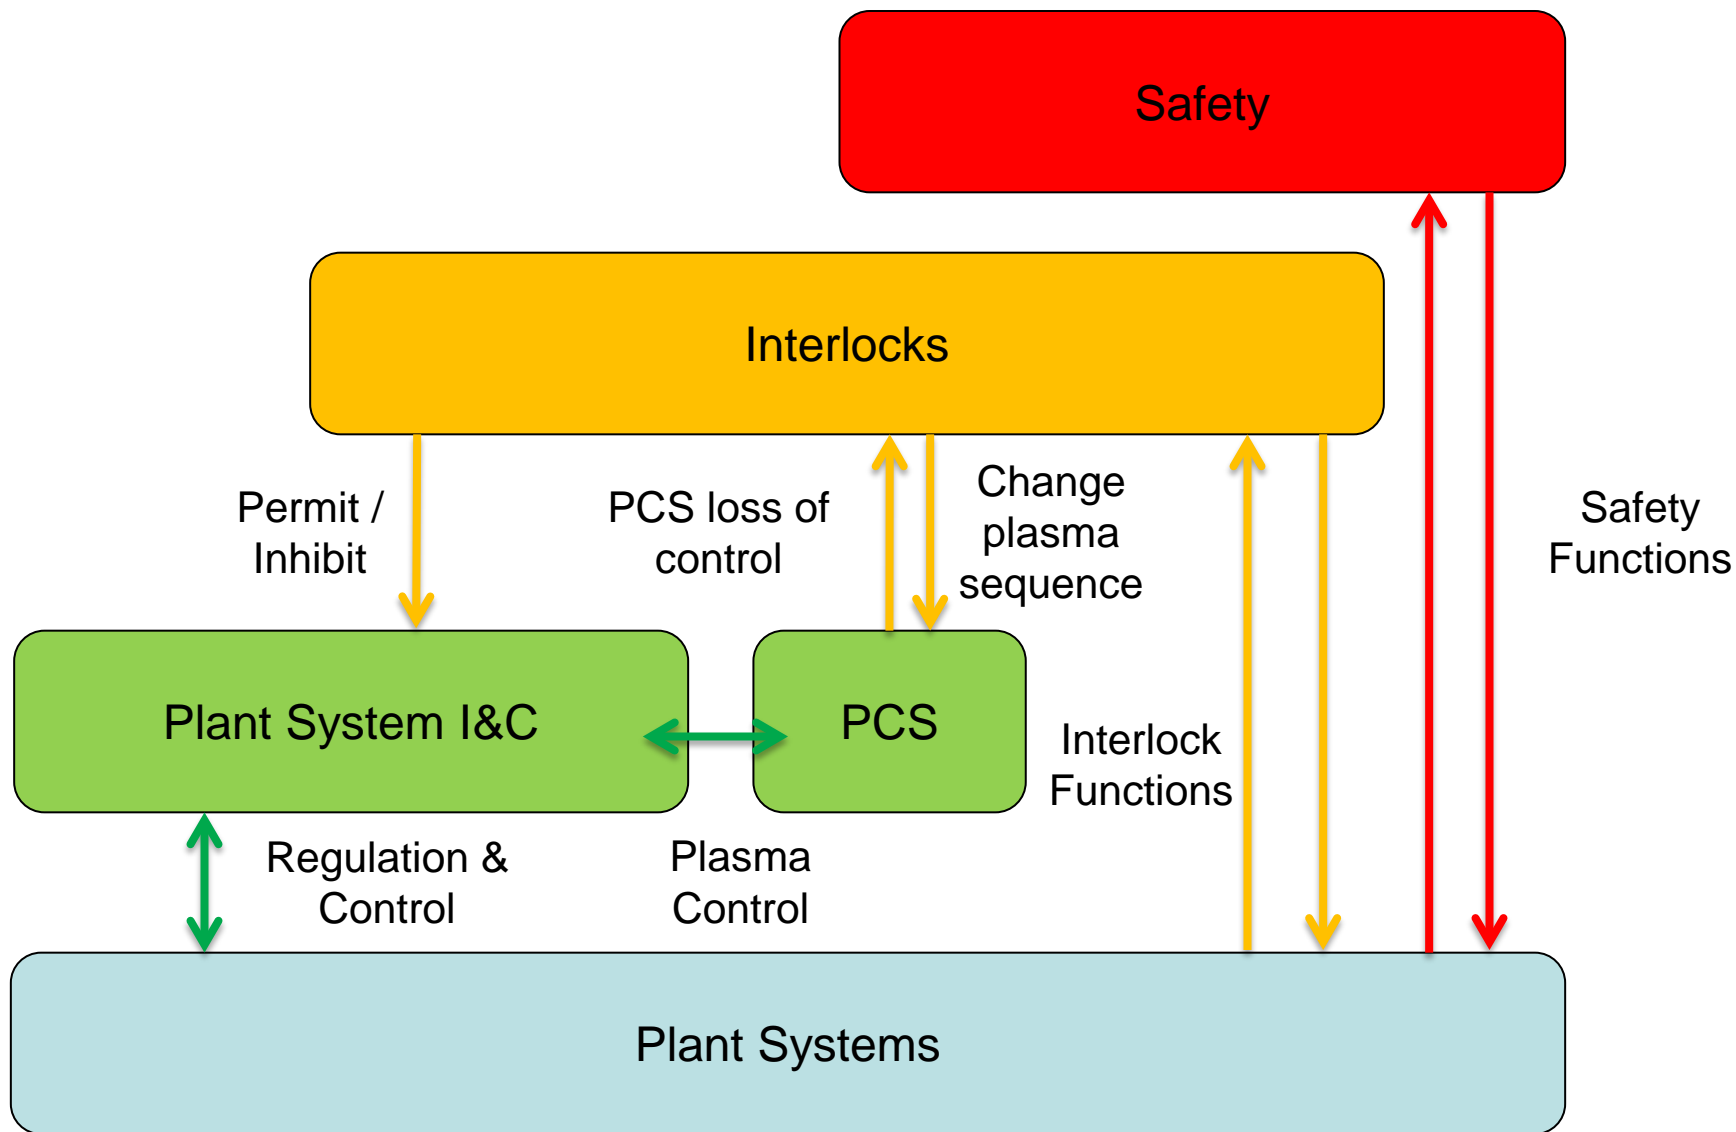 Safety
Interlocks
Permit /
Inhibit
PCS loss of
control
Change
plasma
sequence
Safety
Functions
Plant System I&C
PCS
Interlock
Functions
Regulation &
Control
Plasma
Control
Plant Systems